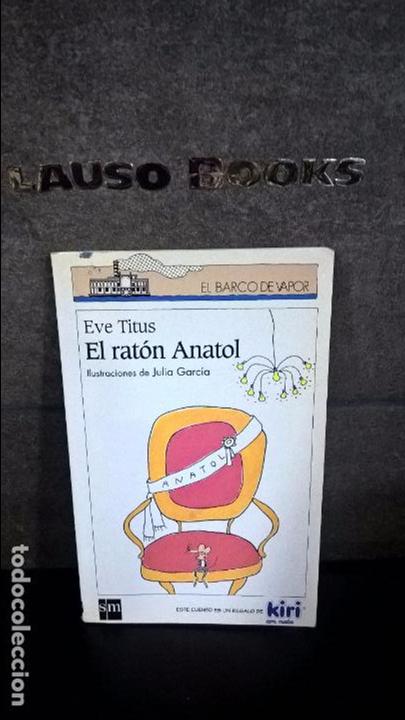 LAUSO BOOKS
EL BARCO DE VAPOR
Eve Titus
El ratón Anatol
Ilustraciones de Julia García
ANATOL
sm
ESTE CUENTO ES UN REGALO DE kiri
todocoleccion